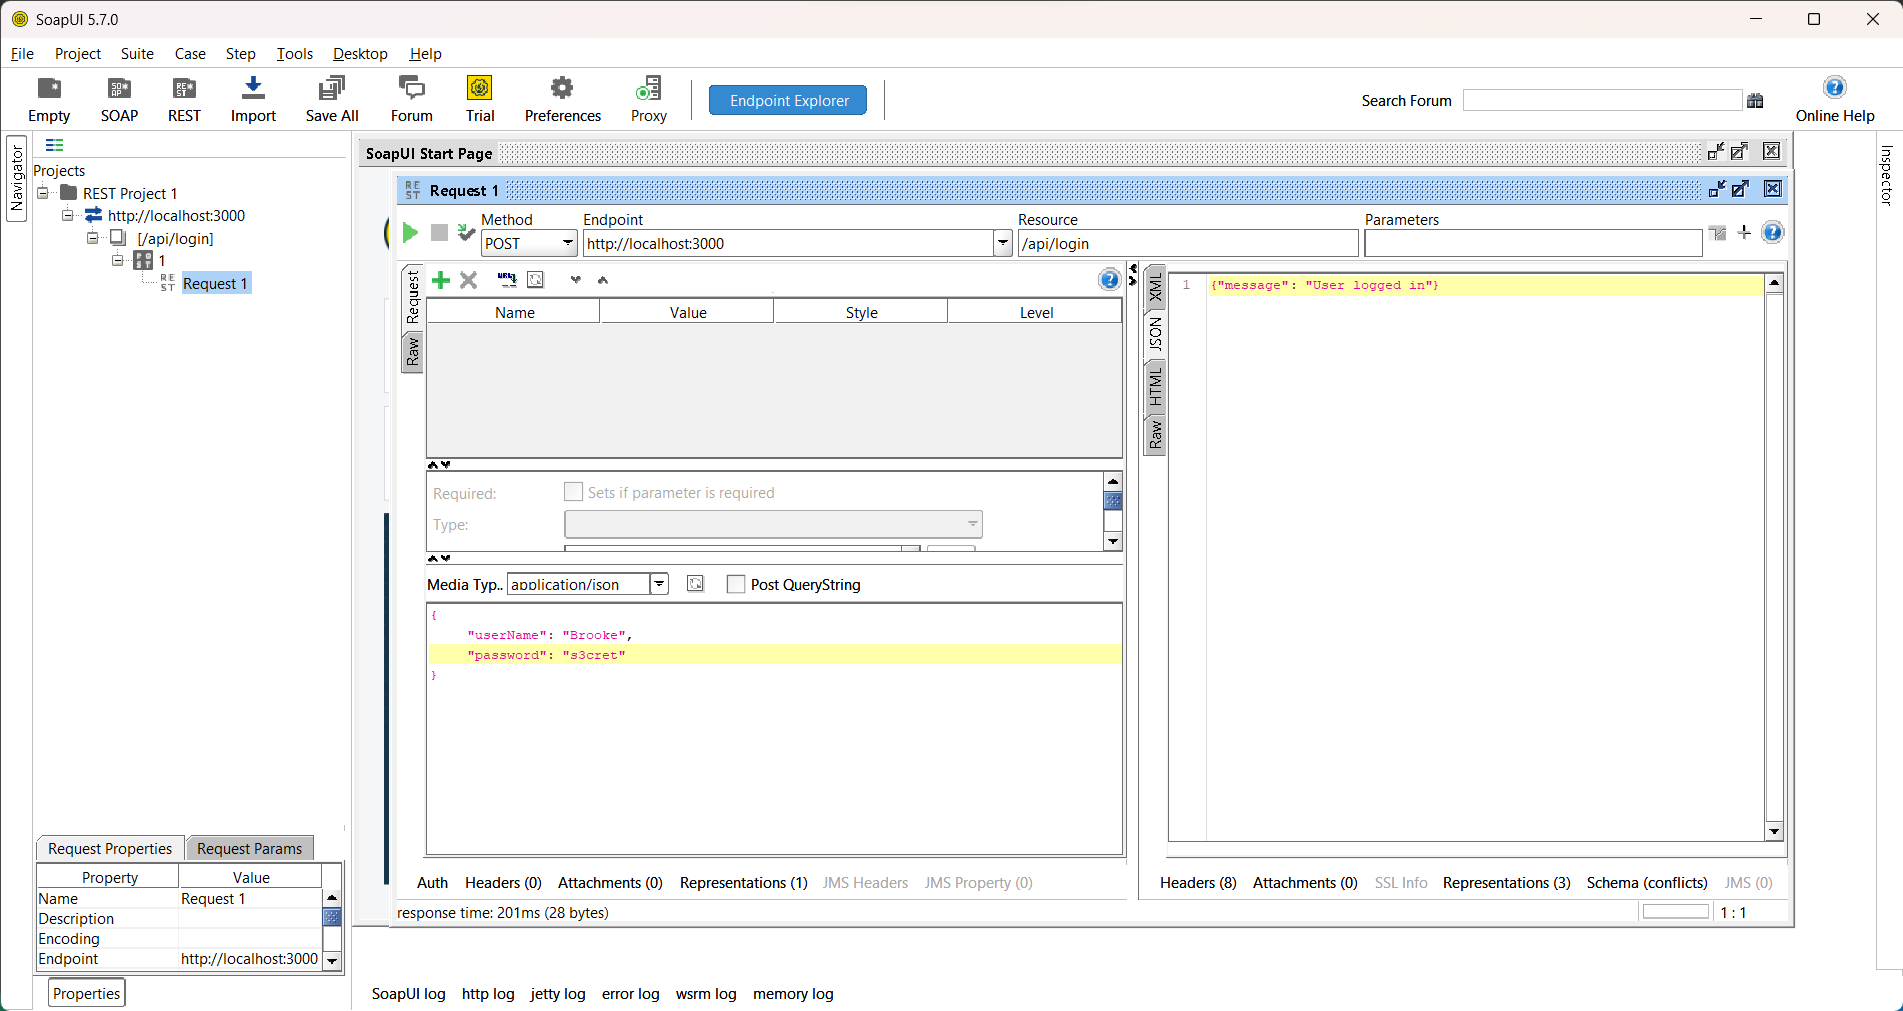 SoapUI 5.7.0
File Project Suite Case Step Tools Desktop Help
Empty SOAP REST Import Save All Forum Trial Preferences Proxy Endpoint Explorer Search Forum Online Help
Navigator
Projects
REST Project 1
http://localhost:3000
[/api/login]
1
Request 1
SoapUI Start Page
Request 1
Method Endpoint Resource Parameters
POST http://localhost:3000 /api/login
Request
Raw
Name Value Style Level
Required: Sets if parameter is required
Type:
Media Typ.. application/json Post QueryString
{
"userName": "Brooke",
"password": "s3cret"
}
XML
JSON
HTML
Raw
1 {"message": "User logged in"}
Inspector
Auth Headers (0) Attachments (0) Representations (1) JMS Headers JMS Property (0)
Headers (8) Attachments (0) SSL Info Representations (3) Schema (conflicts) JMS (0)
response time: 201ms (28 bytes) 1 : 1
Request Properties Request Params
Property Value
Name Request 1
Description
Encoding
Endpoint http://localhost:3000
Properties
SoapUI log http log jetty log error log wsrm log memory log